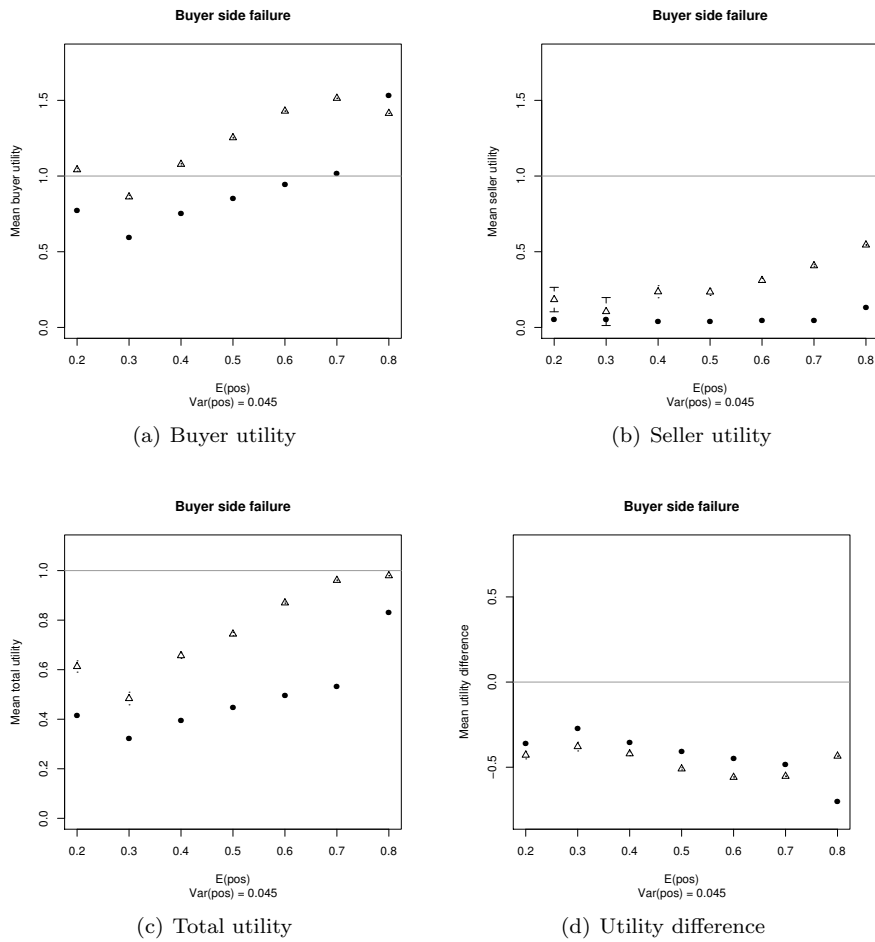 Buyer side failure
Mean buyer utility
0.0 0.5 1.0 1.5
0.2 0.3 0.4 0.5 0.6 0.7 0.8
E(pos)
Var(pos) = 0.045
(a) Buyer utility
Buyer side failure
Mean seller utility
0.0 0.5 1.0 1.5
0.2 0.3 0.4 0.5 0.6 0.7 0.8
E(pos)
Var(pos) = 0.045
(b) Seller utility
Buyer side failure
Mean total utility
0.0 0.2 0.4 0.6 0.8 1.0
0.2 0.3 0.4 0.5 0.6 0.7 0.8
E(pos)
Var(pos) = 0.045
(c) Total utility
Buyer side failure
Mean utility difference
−0.5 0.0 0.5
0.2 0.3 0.4 0.5 0.6 0.7 0.8
E(pos)
Var(pos) = 0.045
(d) Utility difference